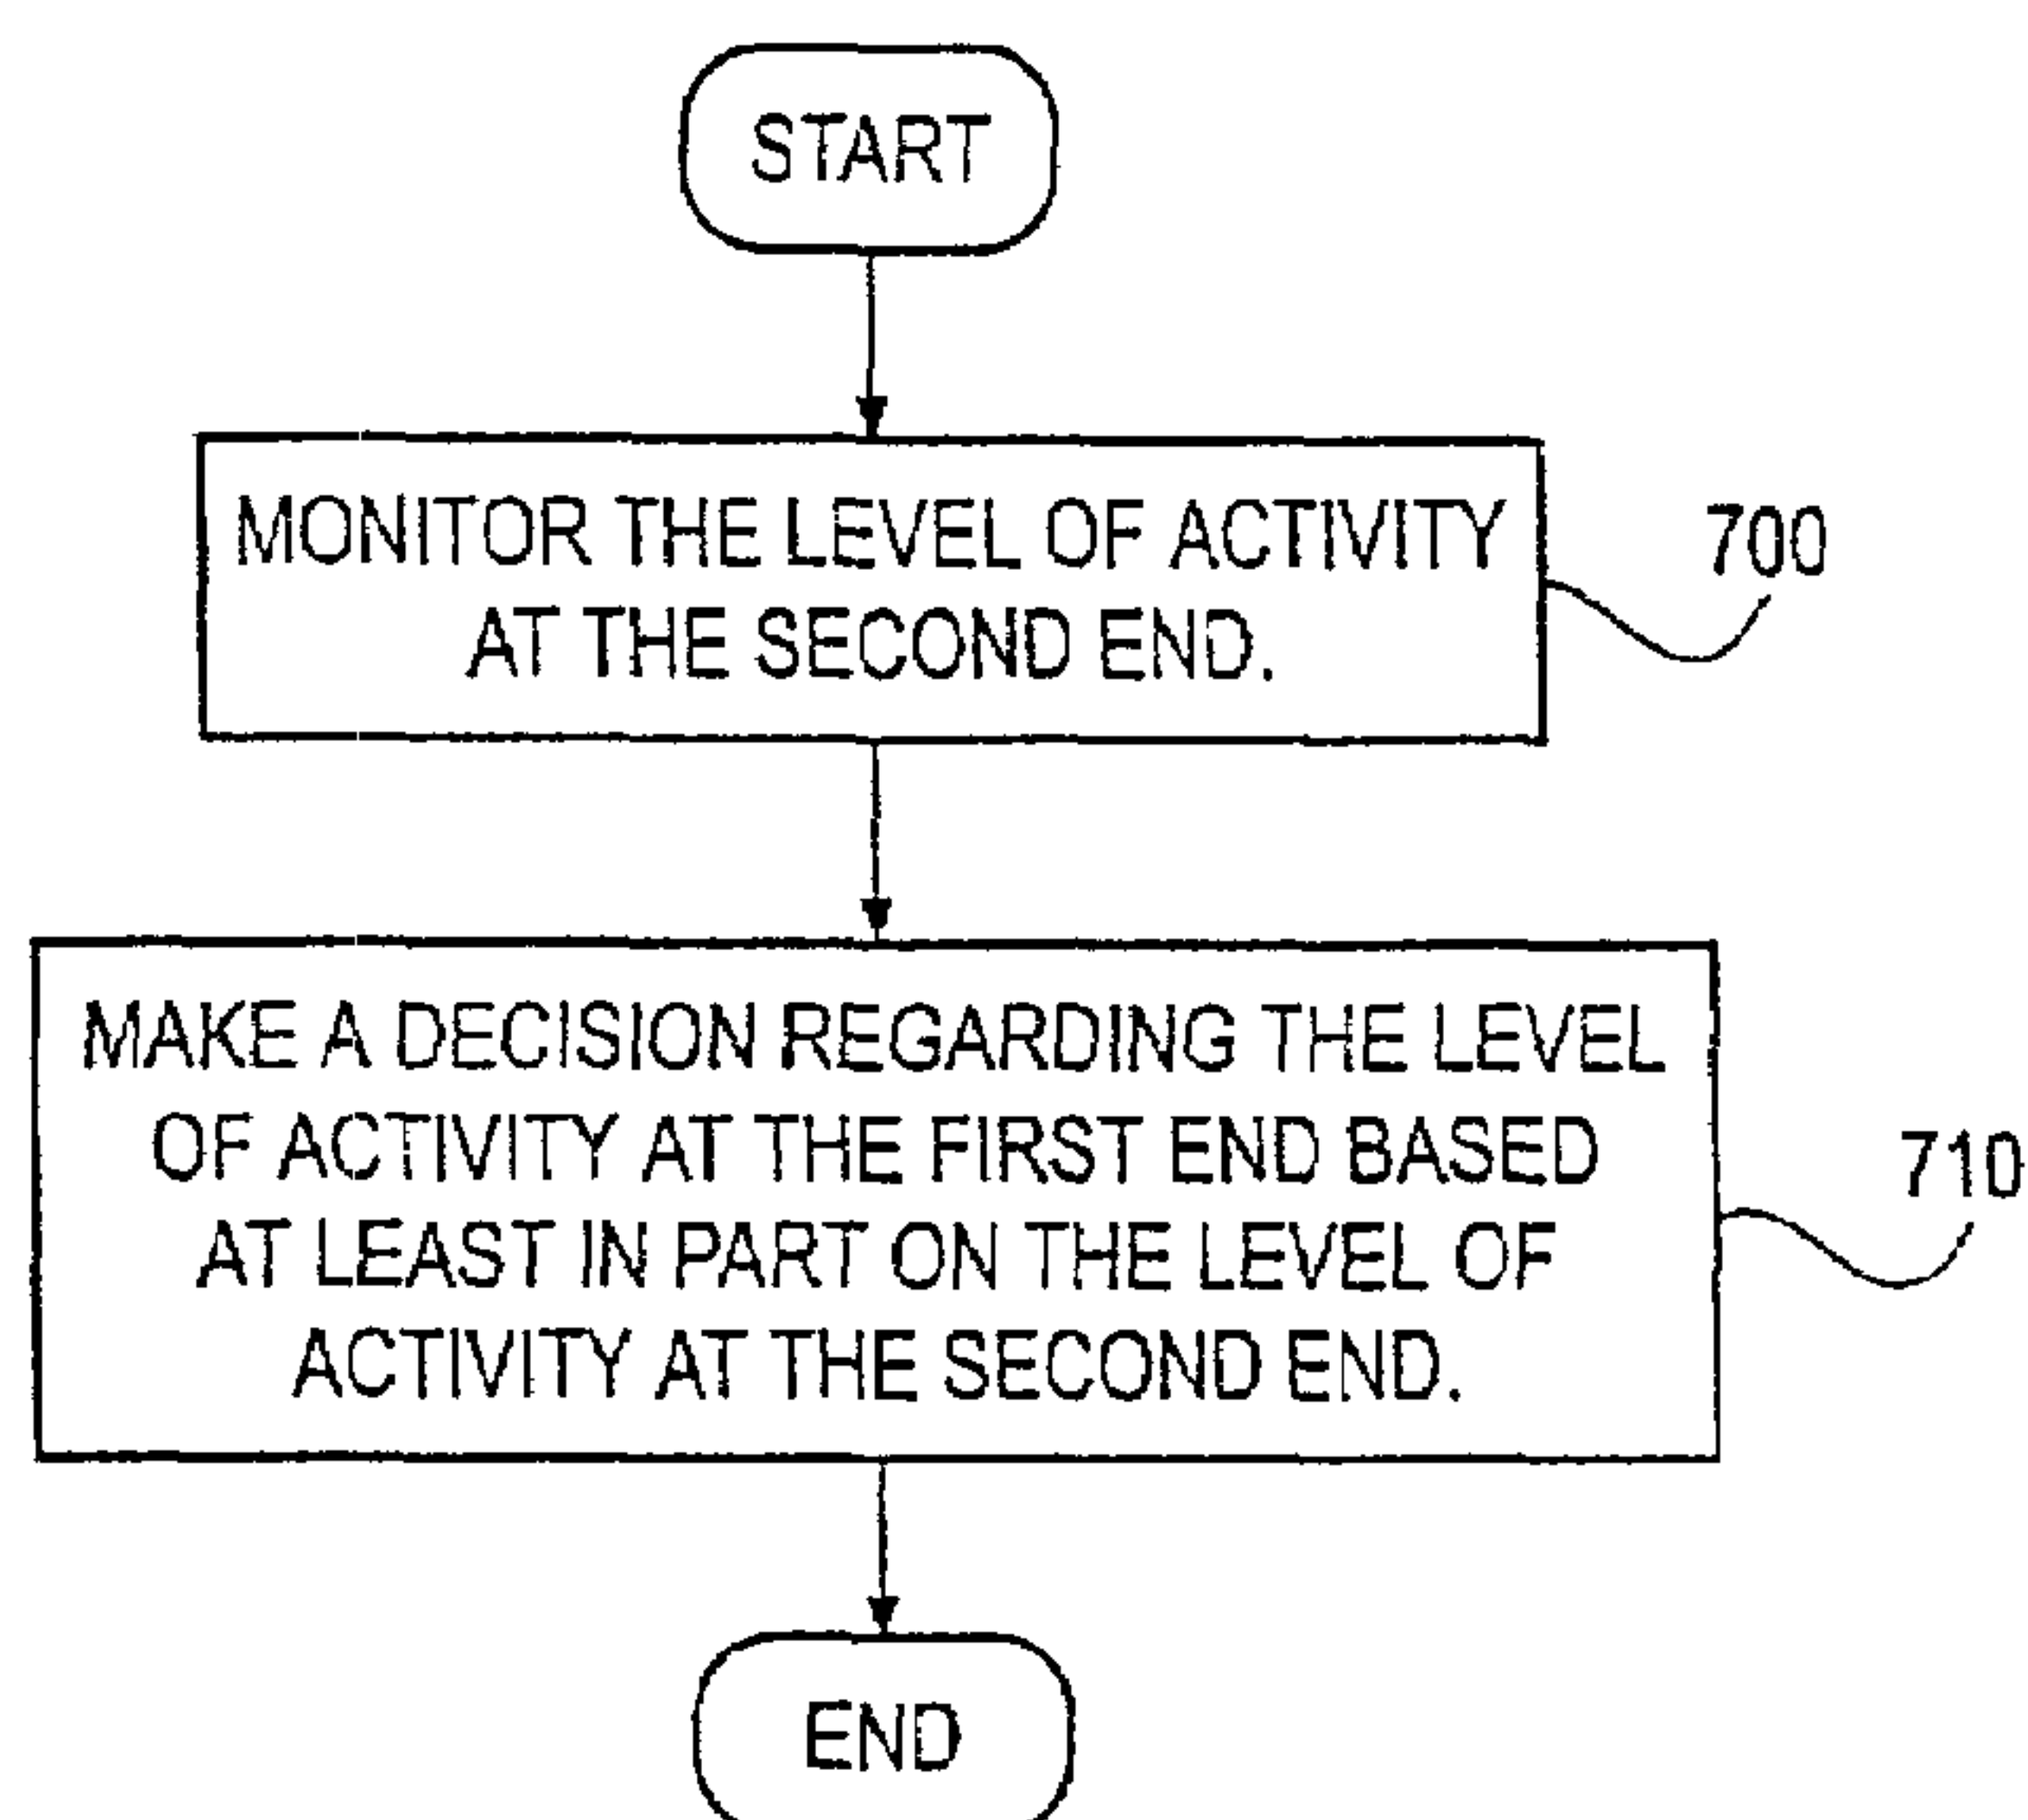 START
MONITOR THE LEVEL OF ACTIVITY
AT THE SECOND END.
700
MAKE A DECISION REGARDING THE LEVEL
OF ACTIVITY AT THE FIRST END BASED
AT LEAST IN PART ON THE LEVEL OF
ACTIVITY AT THE SECOND END.
710
END